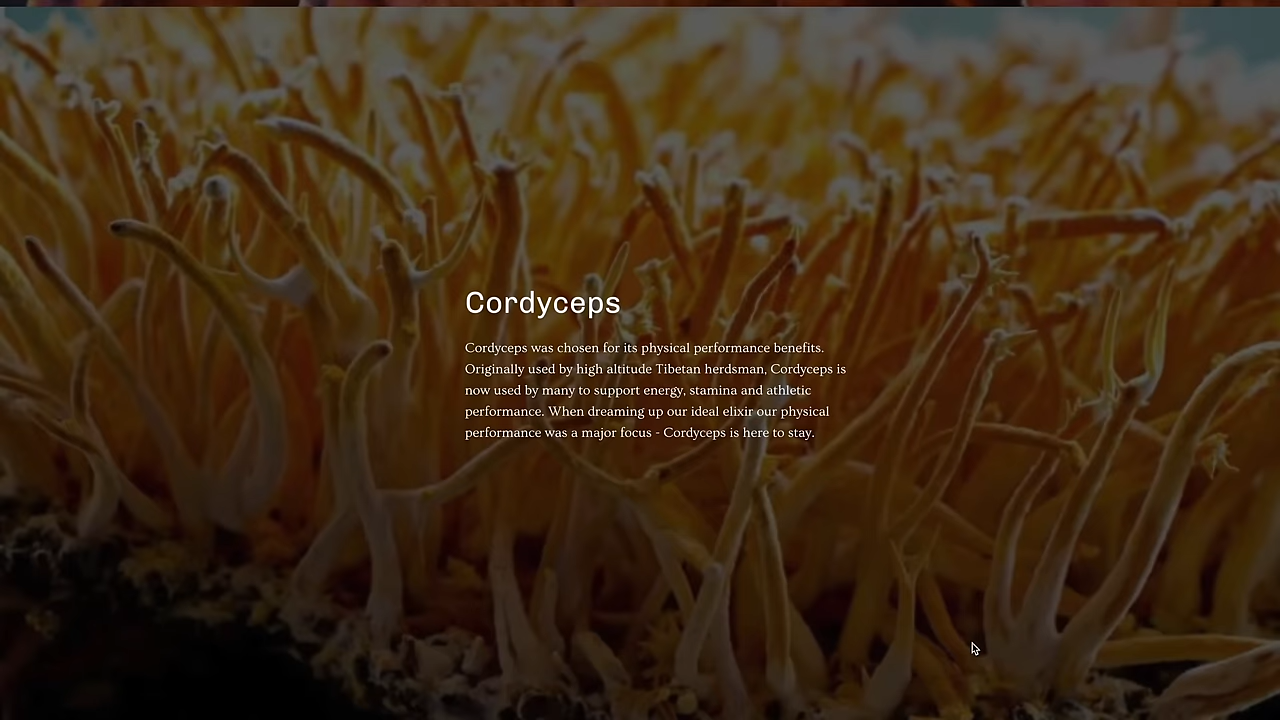 Cordyceps
Cordyceps was chosen for its physical performance benefits.
Originally used by high altitude Tibetan herdsman, Cordyceps is
now used by many to support energy, stamina and athletic
performance. When dreaming up our ideal elixir our physical
performance was a major focus - Cordyceps is here to stay.